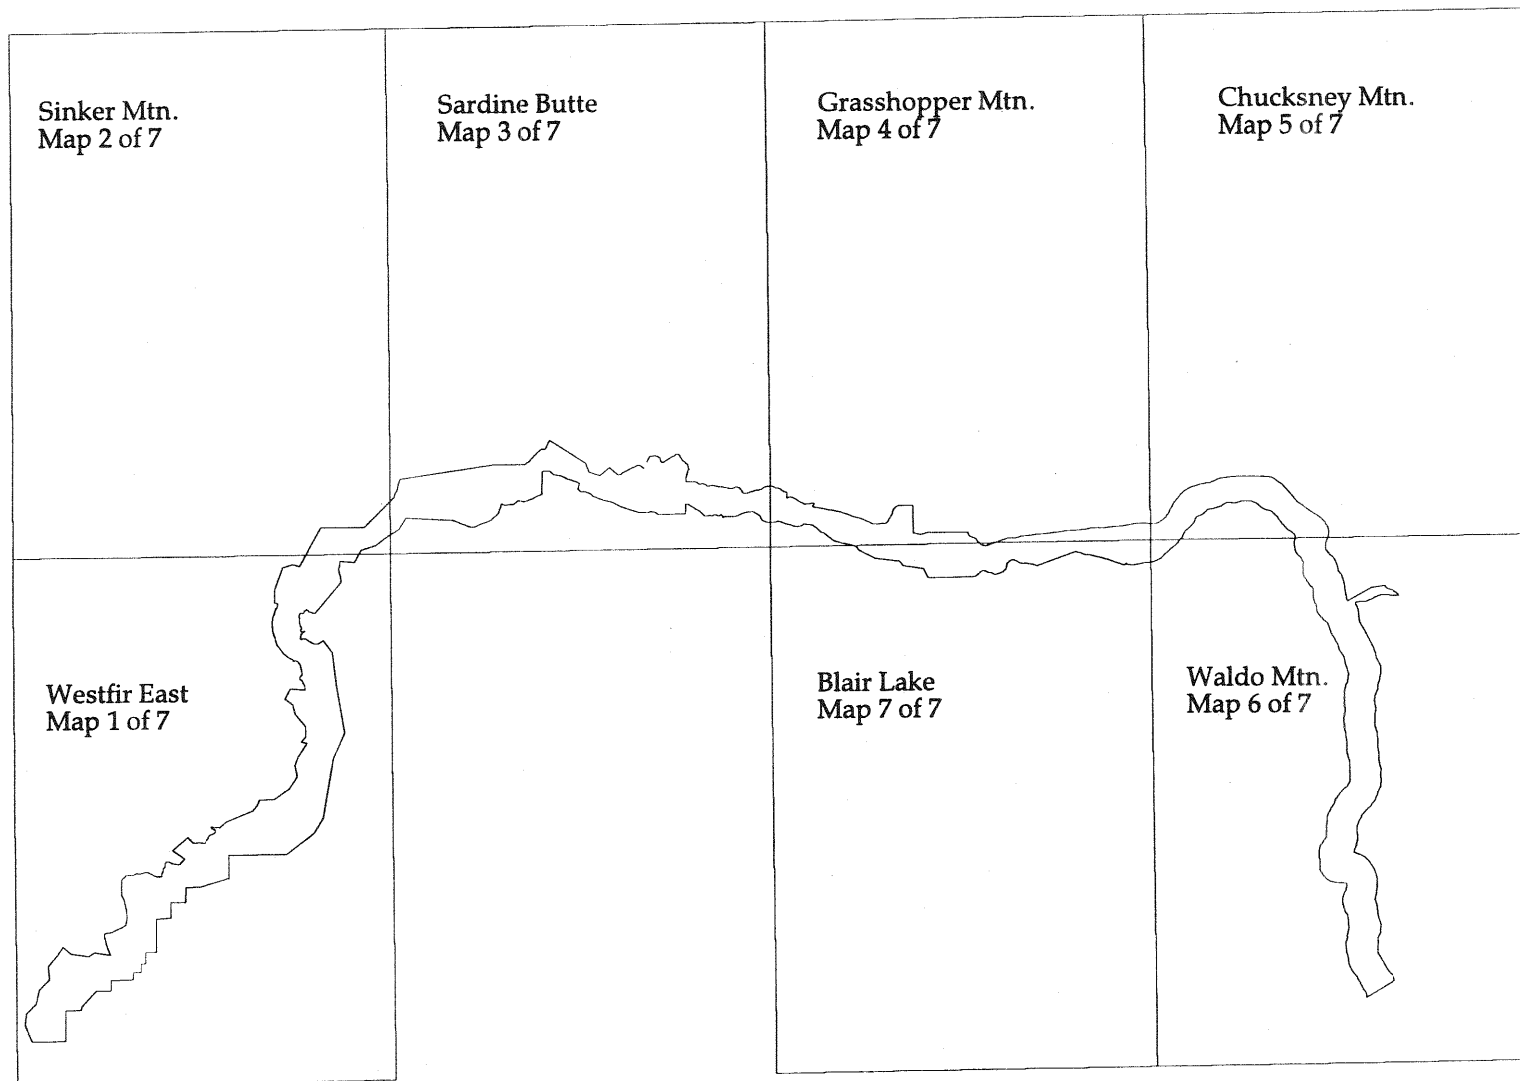 Sinker Mtn.
Map 2 of 7
Sardine Butte
Map 3 of 7
Grasshopper Mtn.
Map 4 of 7
Chucksney Mtn.
Map 5 of 7
Westfir East
Map 1 of 7
Blair Lake
Map 7 of 7
Waldo Mtn.
Map 6 of 7